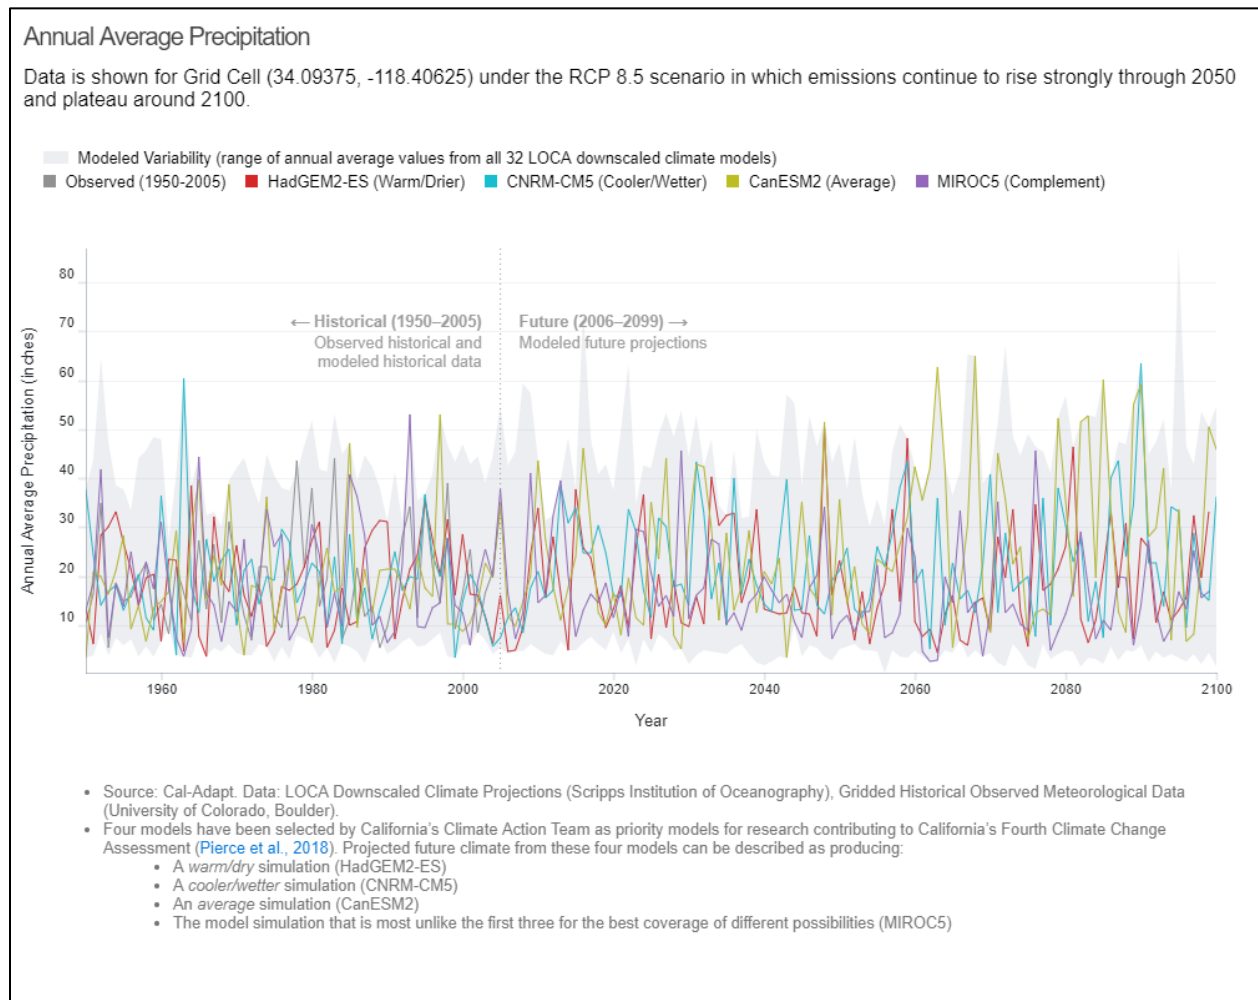 Annual Average Precipitation
Data is shown for Grid Cell (34.09375, -118.40625) under the RCP 8.5 scenario in which emissions continue to rise strongly through 2050
and plateau around 2100.
Modeled Variability (range of annual average values from all 32 LOCA downscaled climate models)
Observed (1950-2005) HadGEM2-ES (Warm/Drier) CNRM-CM5 (Cooler/Wetter) CanESM2 (Average) MIROC5 (Complement)
Annual Average Precipitation (inches)
80
70
60
50
40
30
20
10
← Historical (1950–2005)
Observed historical and
modeled historical data
Future (2006–2099) →
Modeled future projections
1960 1980 2000 2020 2040 2060 2080 2100
Year
• Source: Cal-Adapt. Data: LOCA Downscaled Climate Projections (Scripps Institution of Oceanography), Gridded Historical Observed Meteorological Data
(University of Colorado, Boulder).
• Four models have been selected by California's Climate Action Team as priority models for research contributing to California's Fourth Climate Change
Assessment (Pierce et al., 2018). Projected future climate from these four models can be described as producing:
• A warm/dry simulation (HadGEM2-ES)
• A cooler/wetter simulation (CNRM-CM5)
• An average simulation (CanESM2)
• The model simulation that is most unlike the first three for the best coverage of different possibilities (MIROC5)